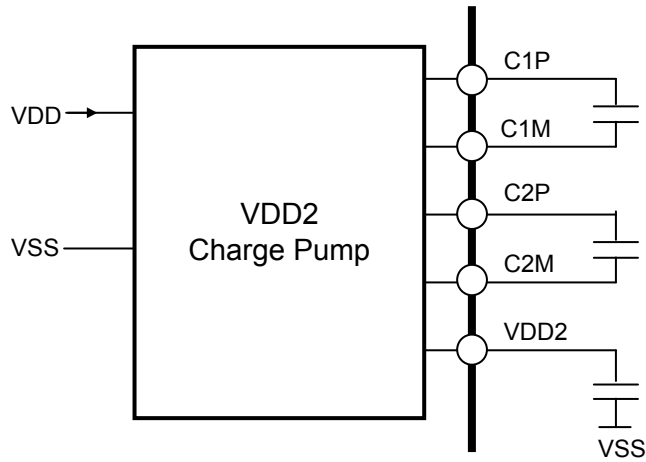 C1P
VDD
C1M
VDD2
Charge Pump
C2P
VSS
C2M
VDD2
VSS